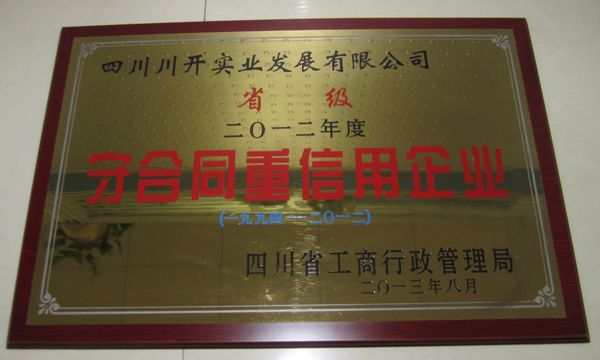 四川川开实业发展有限公司
省 级
二〇一二年度
守合同重信用企业
(一九九四—二〇一二)
四川省工商行政管理局
二〇一三年八月